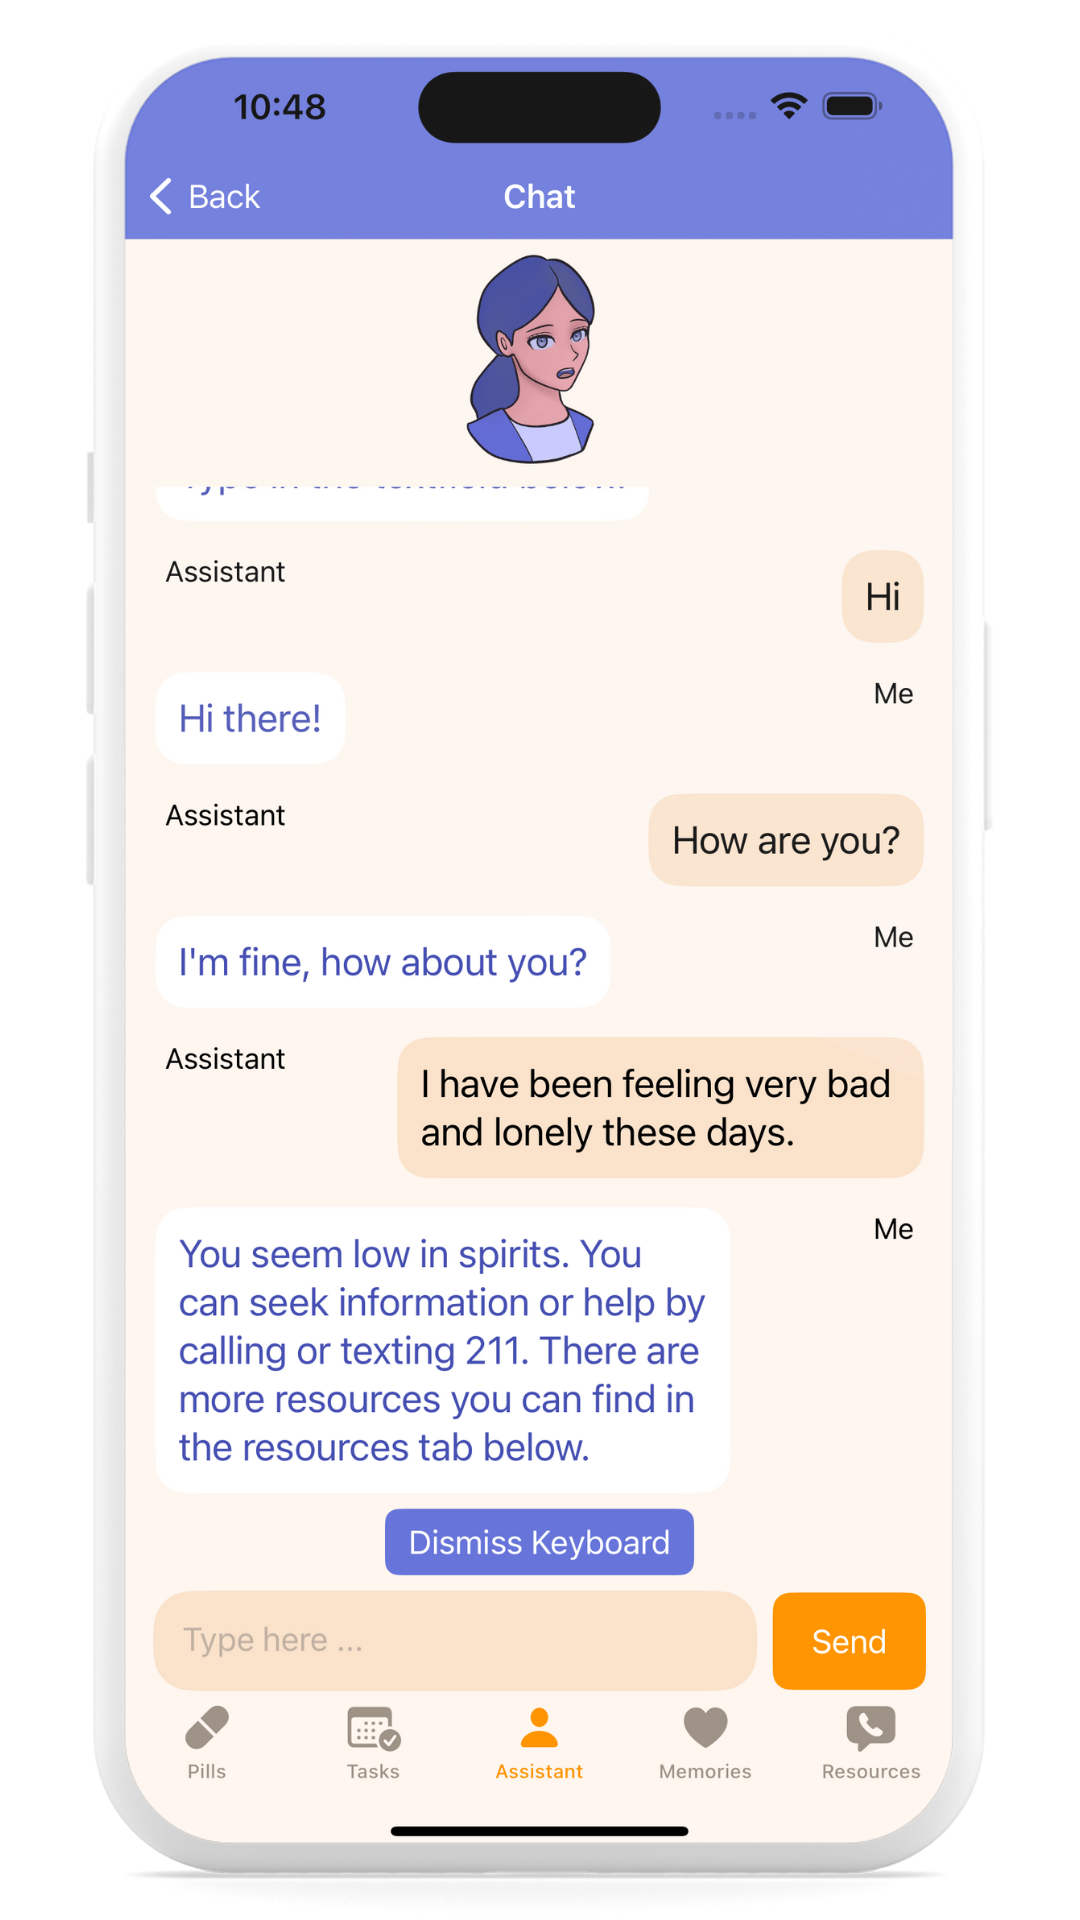 10:48
Back
Chat
Assistant
Hi
Me
Hi there!
Assistant
How are you?
Me
I'm fine, how about you?
Assistant
I have been feeling very bad
and lonely these days.
Me
You seem low in spirits. You
can seek information or help by
calling or texting 211. There are
more resources you can find in
the resources tab below.
Dismiss Keyboard
Type here ...
Send
Pills
Tasks
Assistant
Memories
Resources